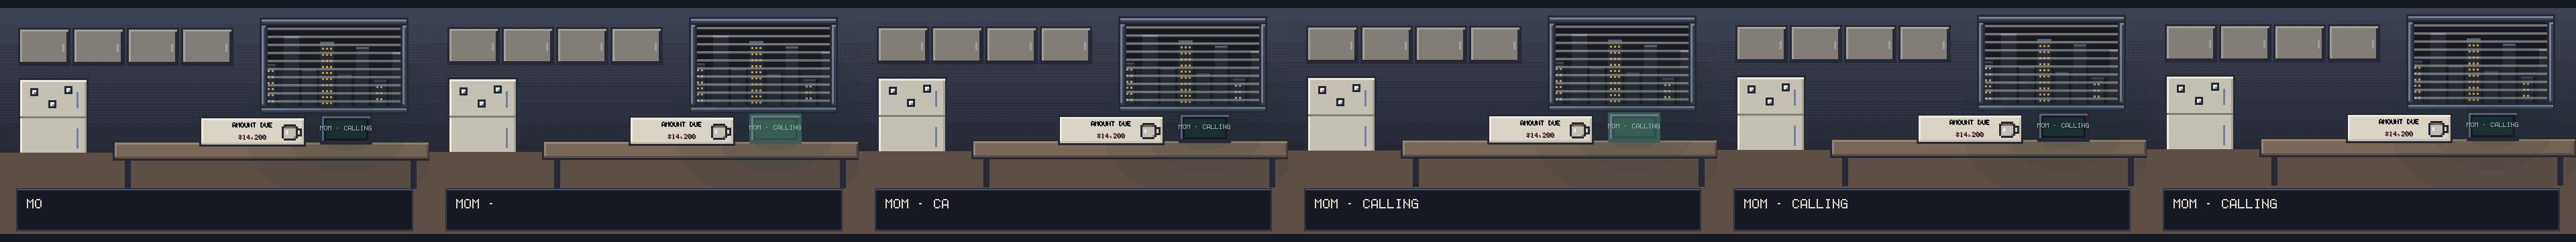 AMOUNT DUE
$14,200
MOM - CALLING
MO
AMOUNT DUE
$14,200
MOM - CALLING
MOM -
AMOUNT DUE
$14,200
MOM - CALLING
MOM - CA
AMOUNT DUE
$14,200
MOM - CALLING
MOM - CALLING
AMOUNT DUE
$14,200
MOM - CALLING
MOM - CALLING
AMOUNT DUE
$14,200
MOM - CALLING
MOM - CALLING